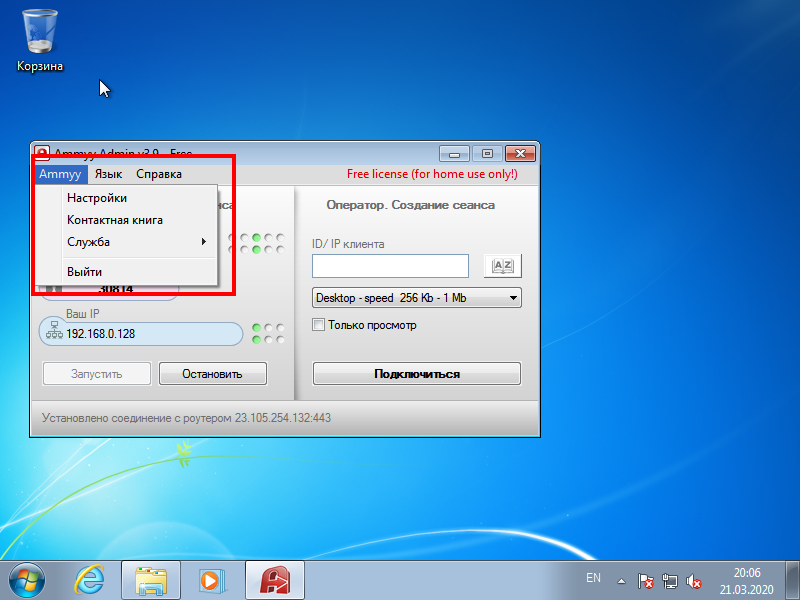 Корзина
Ammyy Admin v3.9 - Free
Ammyy Язык Справка
Free license (for home use only!)
Настройки
Контактная книга
Служба
Выйти
Оператор. Создание сеанса
ID/ IP клиента
AZ
30814
Desktop - speed 256 Kb - 1 Mb
Ваш IP
192.168.0.128
Только просмотр
Запустить
Остановить
Подключиться
Установлено соединение с роутером 23.105.254.132:443
EN
20:06
21.03.2020